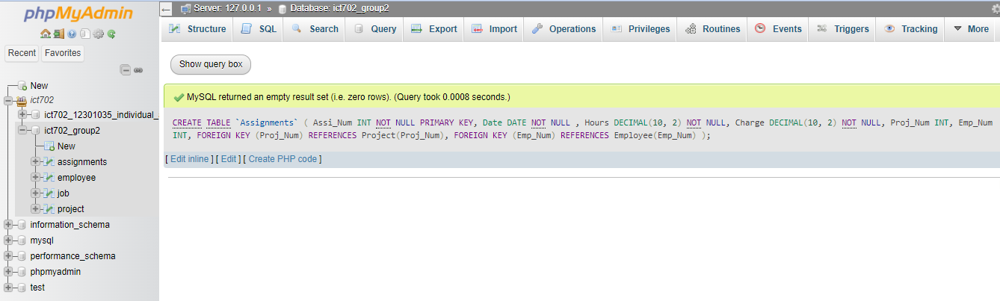 phpMyAdmin
Recent Favorites
New
ict702
ict702_12301035_individual_
ict702_group2
New
assignments
employee
job
project
information_schema
mysql
performance_schema
phpmyadmin
test
Server: 127.0.0.1 » Database: ict702_group2
Structure SQL Search Query Export Import Operations Privileges Routines Events Triggers Tracking More
Show query box
MySQL returned an empty result set (i.e. zero rows). (Query took 0.0008 seconds.)
CREATE TABLE `Assignments` ( Assi_Num INT NOT NULL PRIMARY KEY, Date DATE NOT NULL , Hours DECIMAL(10, 2) NOT NULL, Charge DECIMAL(10, 2) NOT NULL, Proj_Num INT, Emp_Num
INT, FOREIGN KEY (Proj_Num) REFERENCES Project(Proj_Num), FOREIGN KEY (Emp_Num) REFERENCES Employee(Emp_Num) );
[ Edit inline ] [ Edit ] [ Create PHP code ]